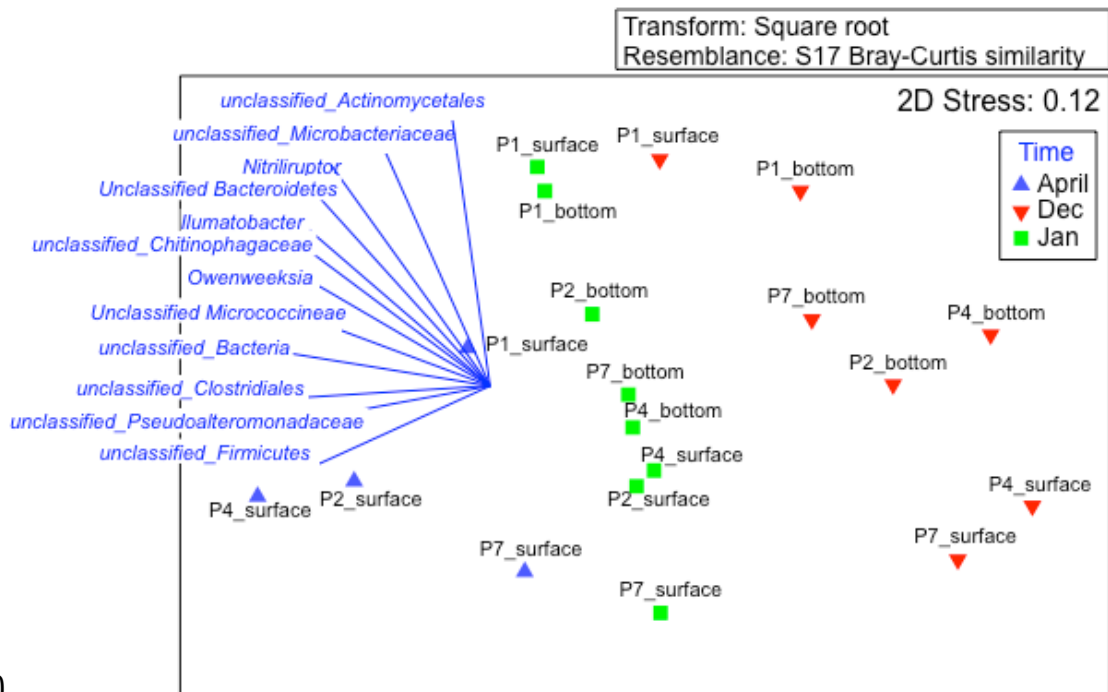 Transform: Square root
Resemblance: S17 Bray-Curtis similarity
2D Stress: 0.12
Time
April
Dec
Jan
unclassified_Actinomycetales
unclassified_Microbacteriaceae
Nitriliruptor
Unclassified Bacteroidetes
Ilumatobacter
unclassified_Chitinophagaceae
Owenweeksia
Unclassified Micrococcineae
unclassified_Bacteria
unclassified_Clostridiales
unclassified_Pseudoalteromonadaceae
unclassified_Firmicutes
P1_surface
P1_surface
P1_bottom
P1_bottom
P2_bottom
P7_bottom
P4_bottom
P1_surface
P2_bottom
P7_bottom
P4_bottom
P4_surface
P2_surface
P4_surface
P2_surface
P4_surface
P7_surface
P7_surface
P7_surface
)